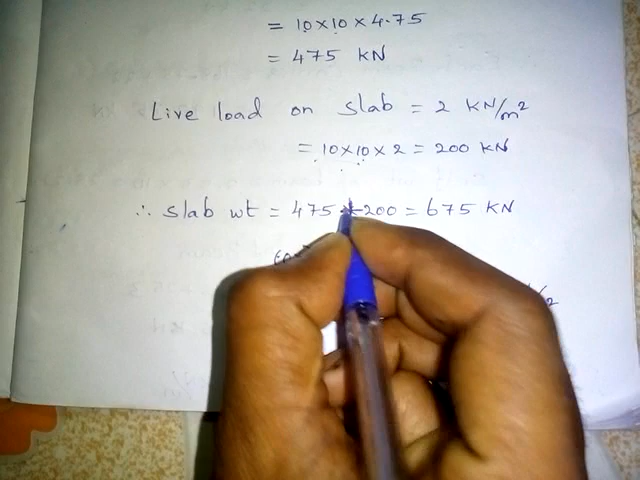 = 10×10×4.75
= 475 KN
Live load on slab = 2 KN/m²
= 10×10×2 = 200 KN
∴ slab wt = 475+200 = 675 KN